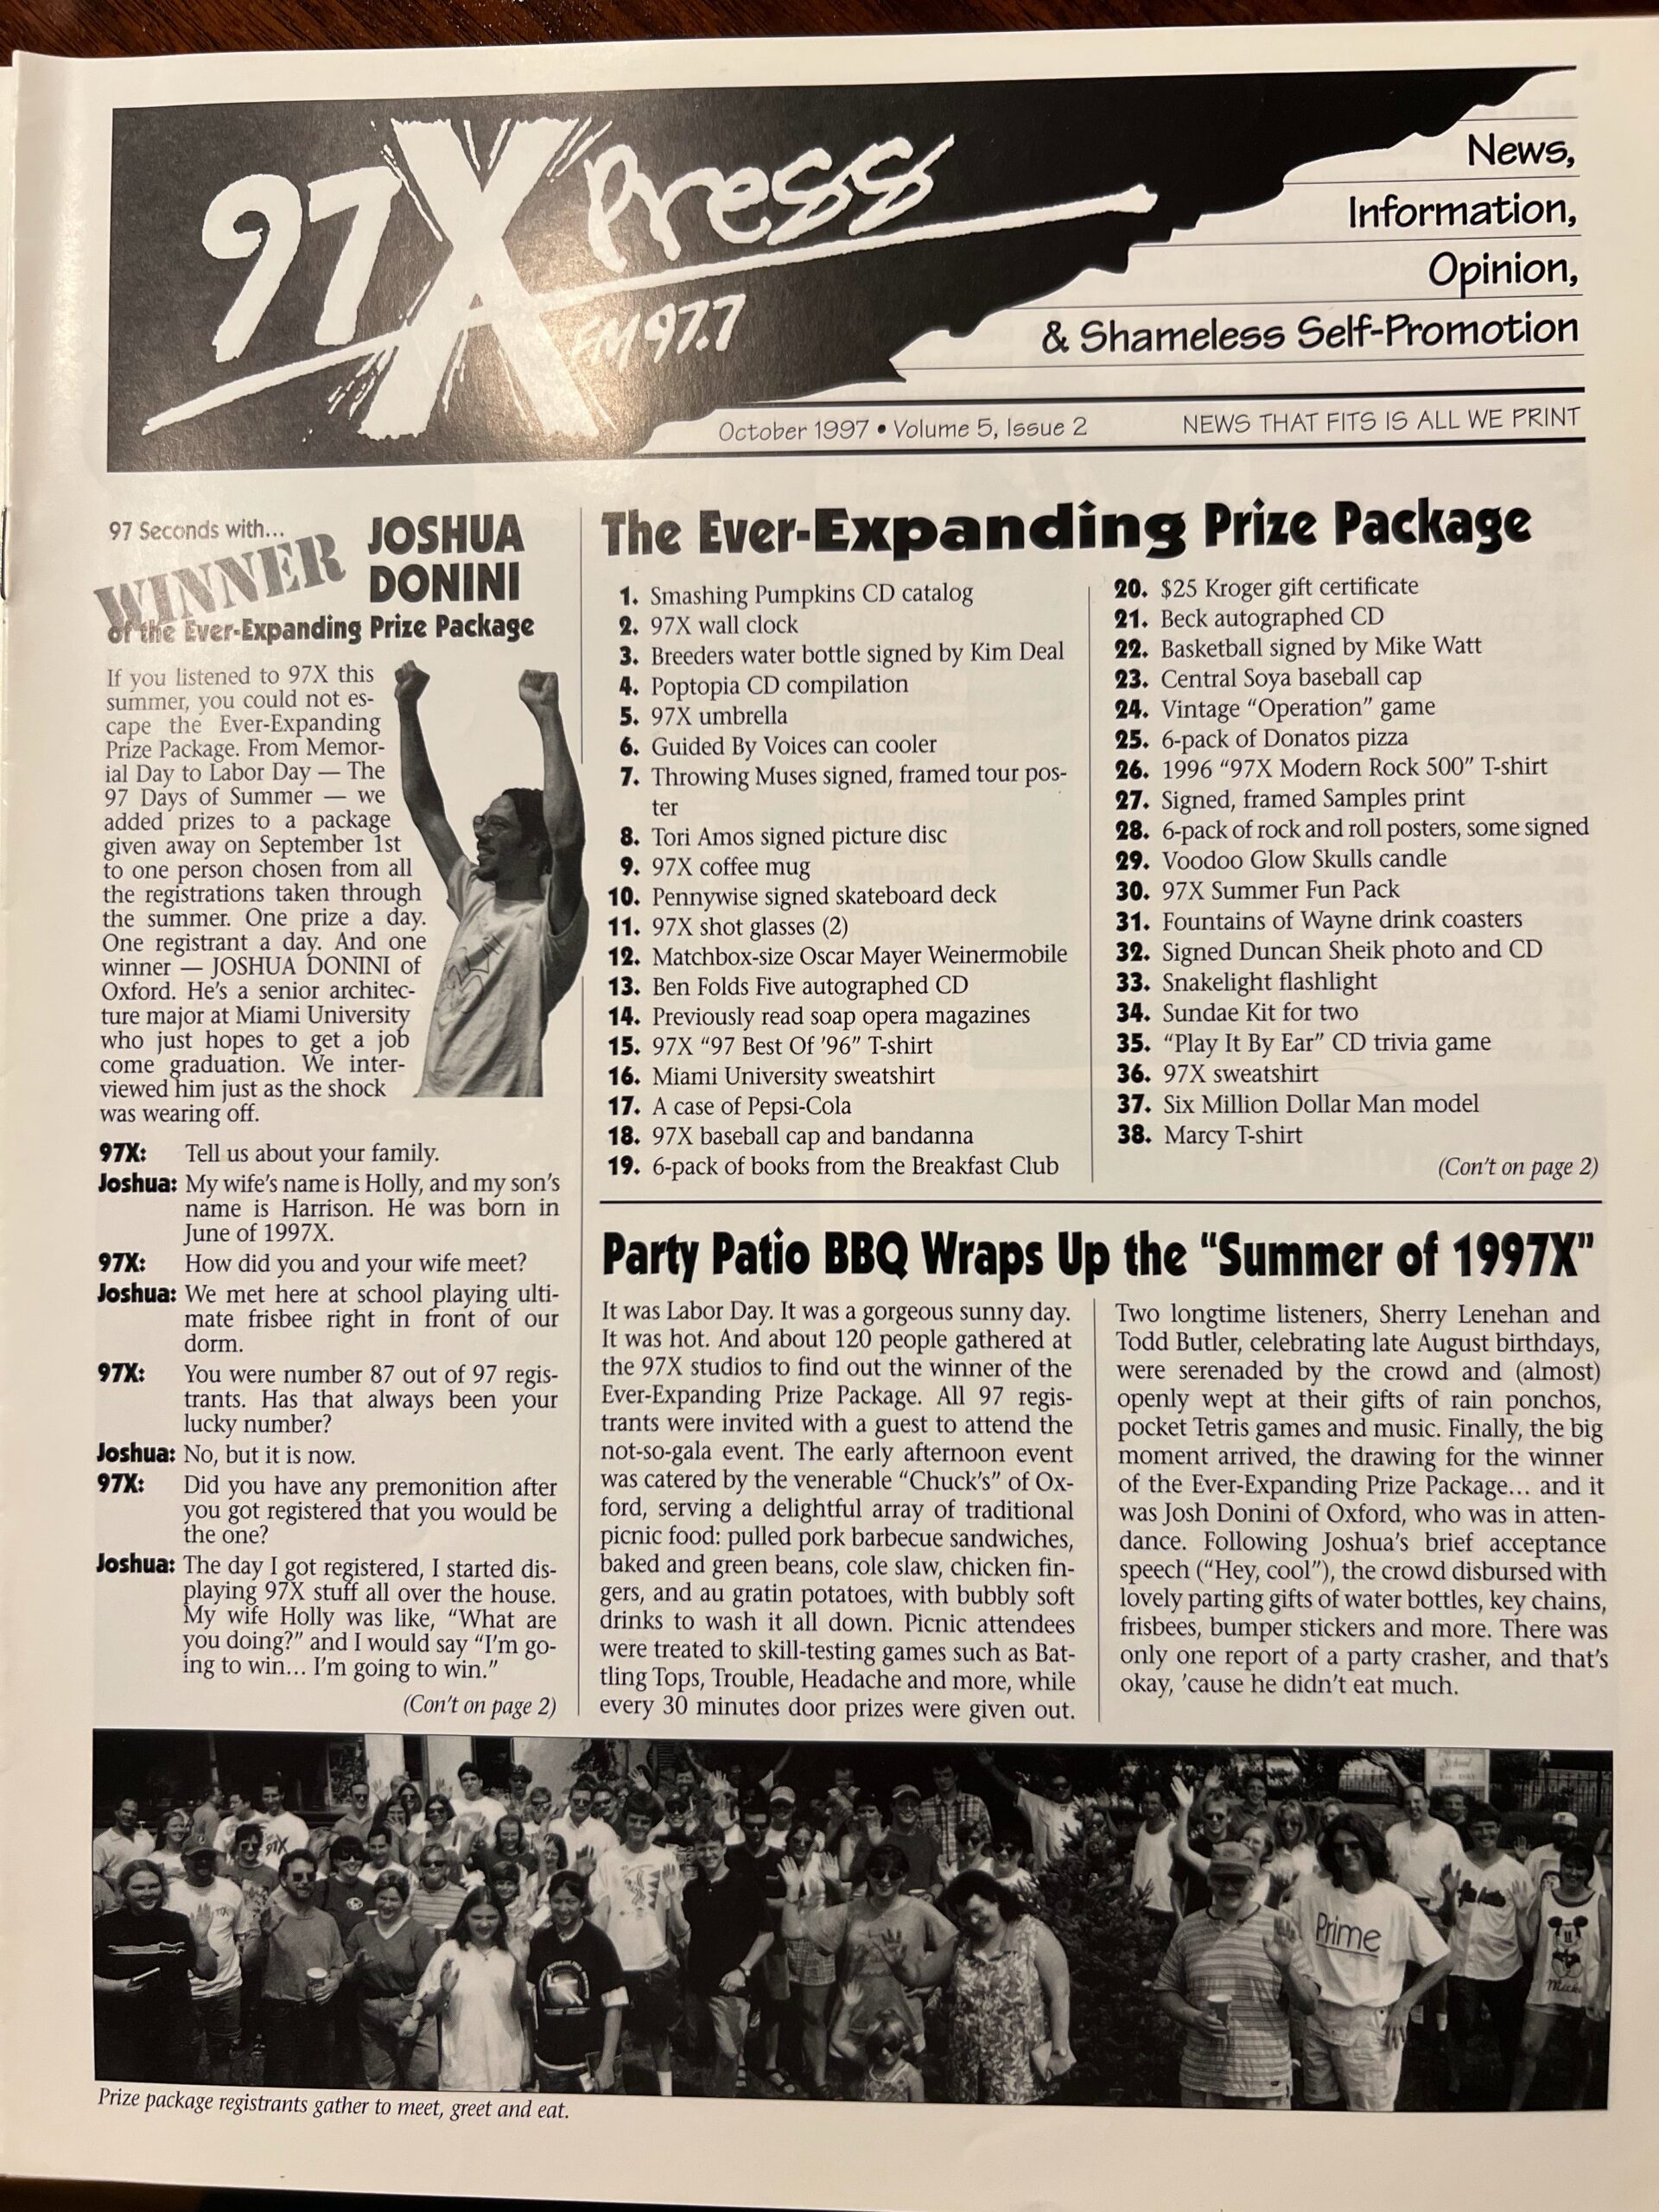 97X Press
FM 97.7
News,
Information,
Opinion,
& Shameless Self-Promotion
October 1997 • Volume 5, Issue 2
NEWS THAT FITS IS ALL WE PRINT
97 Seconds with...
WINNER
JOSHUA
DONINI
of the Ever-Expanding Prize Package
If you listened to 97X this
summer, you could not es-
cape the Ever-Expanding
Prize Package. From Memor-
ial Day to Labor Day — The
97 Days of Summer — we
added prizes to a package
given away on September 1st
to one person chosen from all
the registrations taken through
the summer. One prize a day.
One registrant a day. And one
winner — JOSHUA DONINI of
Oxford. He's a senior architec-
ture major at Miami University
who just hopes to get a job
come graduation. We inter-
viewed him just as the shock
was wearing off.
97X: Tell us about your family.
Joshua: My wife's name is Holly, and my son's
name is Harrison. He was born in
June of 1997X.
97X: How did you and your wife meet?
Joshua: We met here at school playing ulti-
mate frisbee right in front of our
dorm.
97X: You were number 87 out of 97 regis-
trants. Has that always been your
lucky number?
Joshua: No, but it is now.
97X: Did you have any premonition after
you got registered that you would be
the one?
Joshua: The day I got registered, I started dis-
playing 97X stuff all over the house.
My wife Holly was like, “What are
you doing?” and I would say “I'm go-
ing to win... I'm going to win.”
(Con't on page 2)
The Ever-Expanding Prize Package
1. Smashing Pumpkins CD catalog
2. 97X wall clock
3. Breeders water bottle signed by Kim Deal
4. Poptopia CD compilation
5. 97X umbrella
6. Guided By Voices can cooler
7. Throwing Muses signed, framed tour pos-
ter
8. Tori Amos signed picture disc
9. 97X coffee mug
10. Pennywise signed skateboard deck
11. 97X shot glasses (2)
12. Matchbox-size Oscar Mayer Weinermobile
13. Ben Folds Five autographed CD
14. Previously read soap opera magazines
15. 97X “97 Best Of '96” T-shirt
16. Miami University sweatshirt
17. A case of Pepsi-Cola
18. 97X baseball cap and bandanna
19. 6-pack of books from the Breakfast Club
20. $25 Kroger gift certificate
21. Beck autographed CD
22. Basketball signed by Mike Watt
23. Central Soya baseball cap
24. Vintage “Operation” game
25. 6-pack of Donatos pizza
26. 1996 “97X Modern Rock 500” T-shirt
27. Signed, framed Samples print
28. 6-pack of rock and roll posters, some signed
29. Voodoo Glow Skulls candle
30. 97X Summer Fun Pack
31. Fountains of Wayne drink coasters
32. Signed Duncan Sheik photo and CD
33. Snakelight flashlight
34. Sundae Kit for two
35. “Play It By Ear” CD trivia game
36. 97X sweatshirt
37. Six Million Dollar Man model
38. Marcy T-shirt
(Con't on page 2)
Party Patio BBQ Wraps Up the “Summer of 1997X”
It was Labor Day. It was a gorgeous sunny day.
It was hot. And about 120 people gathered at
the 97X studios to find out the winner of the
Ever-Expanding Prize Package. All 97 regis-
trants were invited with a guest to attend the
not-so-gala event. The early afternoon event
was catered by the venerable “Chuck's” of Ox-
ford, serving a delightful array of traditional
picnic food: pulled pork barbecue sandwiches,
baked and green beans, cole slaw, chicken fin-
gers, and au gratin potatoes, with bubbly soft
drinks to wash it all down. Picnic attendees
were treated to skill-testing games such as Bat-
tling Tops, Trouble, Headache and more, while
every 30 minutes door prizes were given out.
Two longtime listeners, Sherry Lenehan and
Todd Butler, celebrating late August birthdays,
were serenaded by the crowd and (almost)
openly wept at their gifts of rain ponchos,
pocket Tetris games and music. Finally, the big
moment arrived, the drawing for the winner
of the Ever-Expanding Prize Package... and it
was Josh Donini of Oxford, who was in atten-
dance. Following Joshua's brief acceptance
speech (“Hey, cool”), the crowd disbursed with
lovely parting gifts of water bottles, key chains,
frisbees, bumper stickers and more. There was
only one report of a party crasher, and that's
okay, 'cause he didn't eat much.
97X
Prime
Prize package registrants gather to meet, greet and eat.